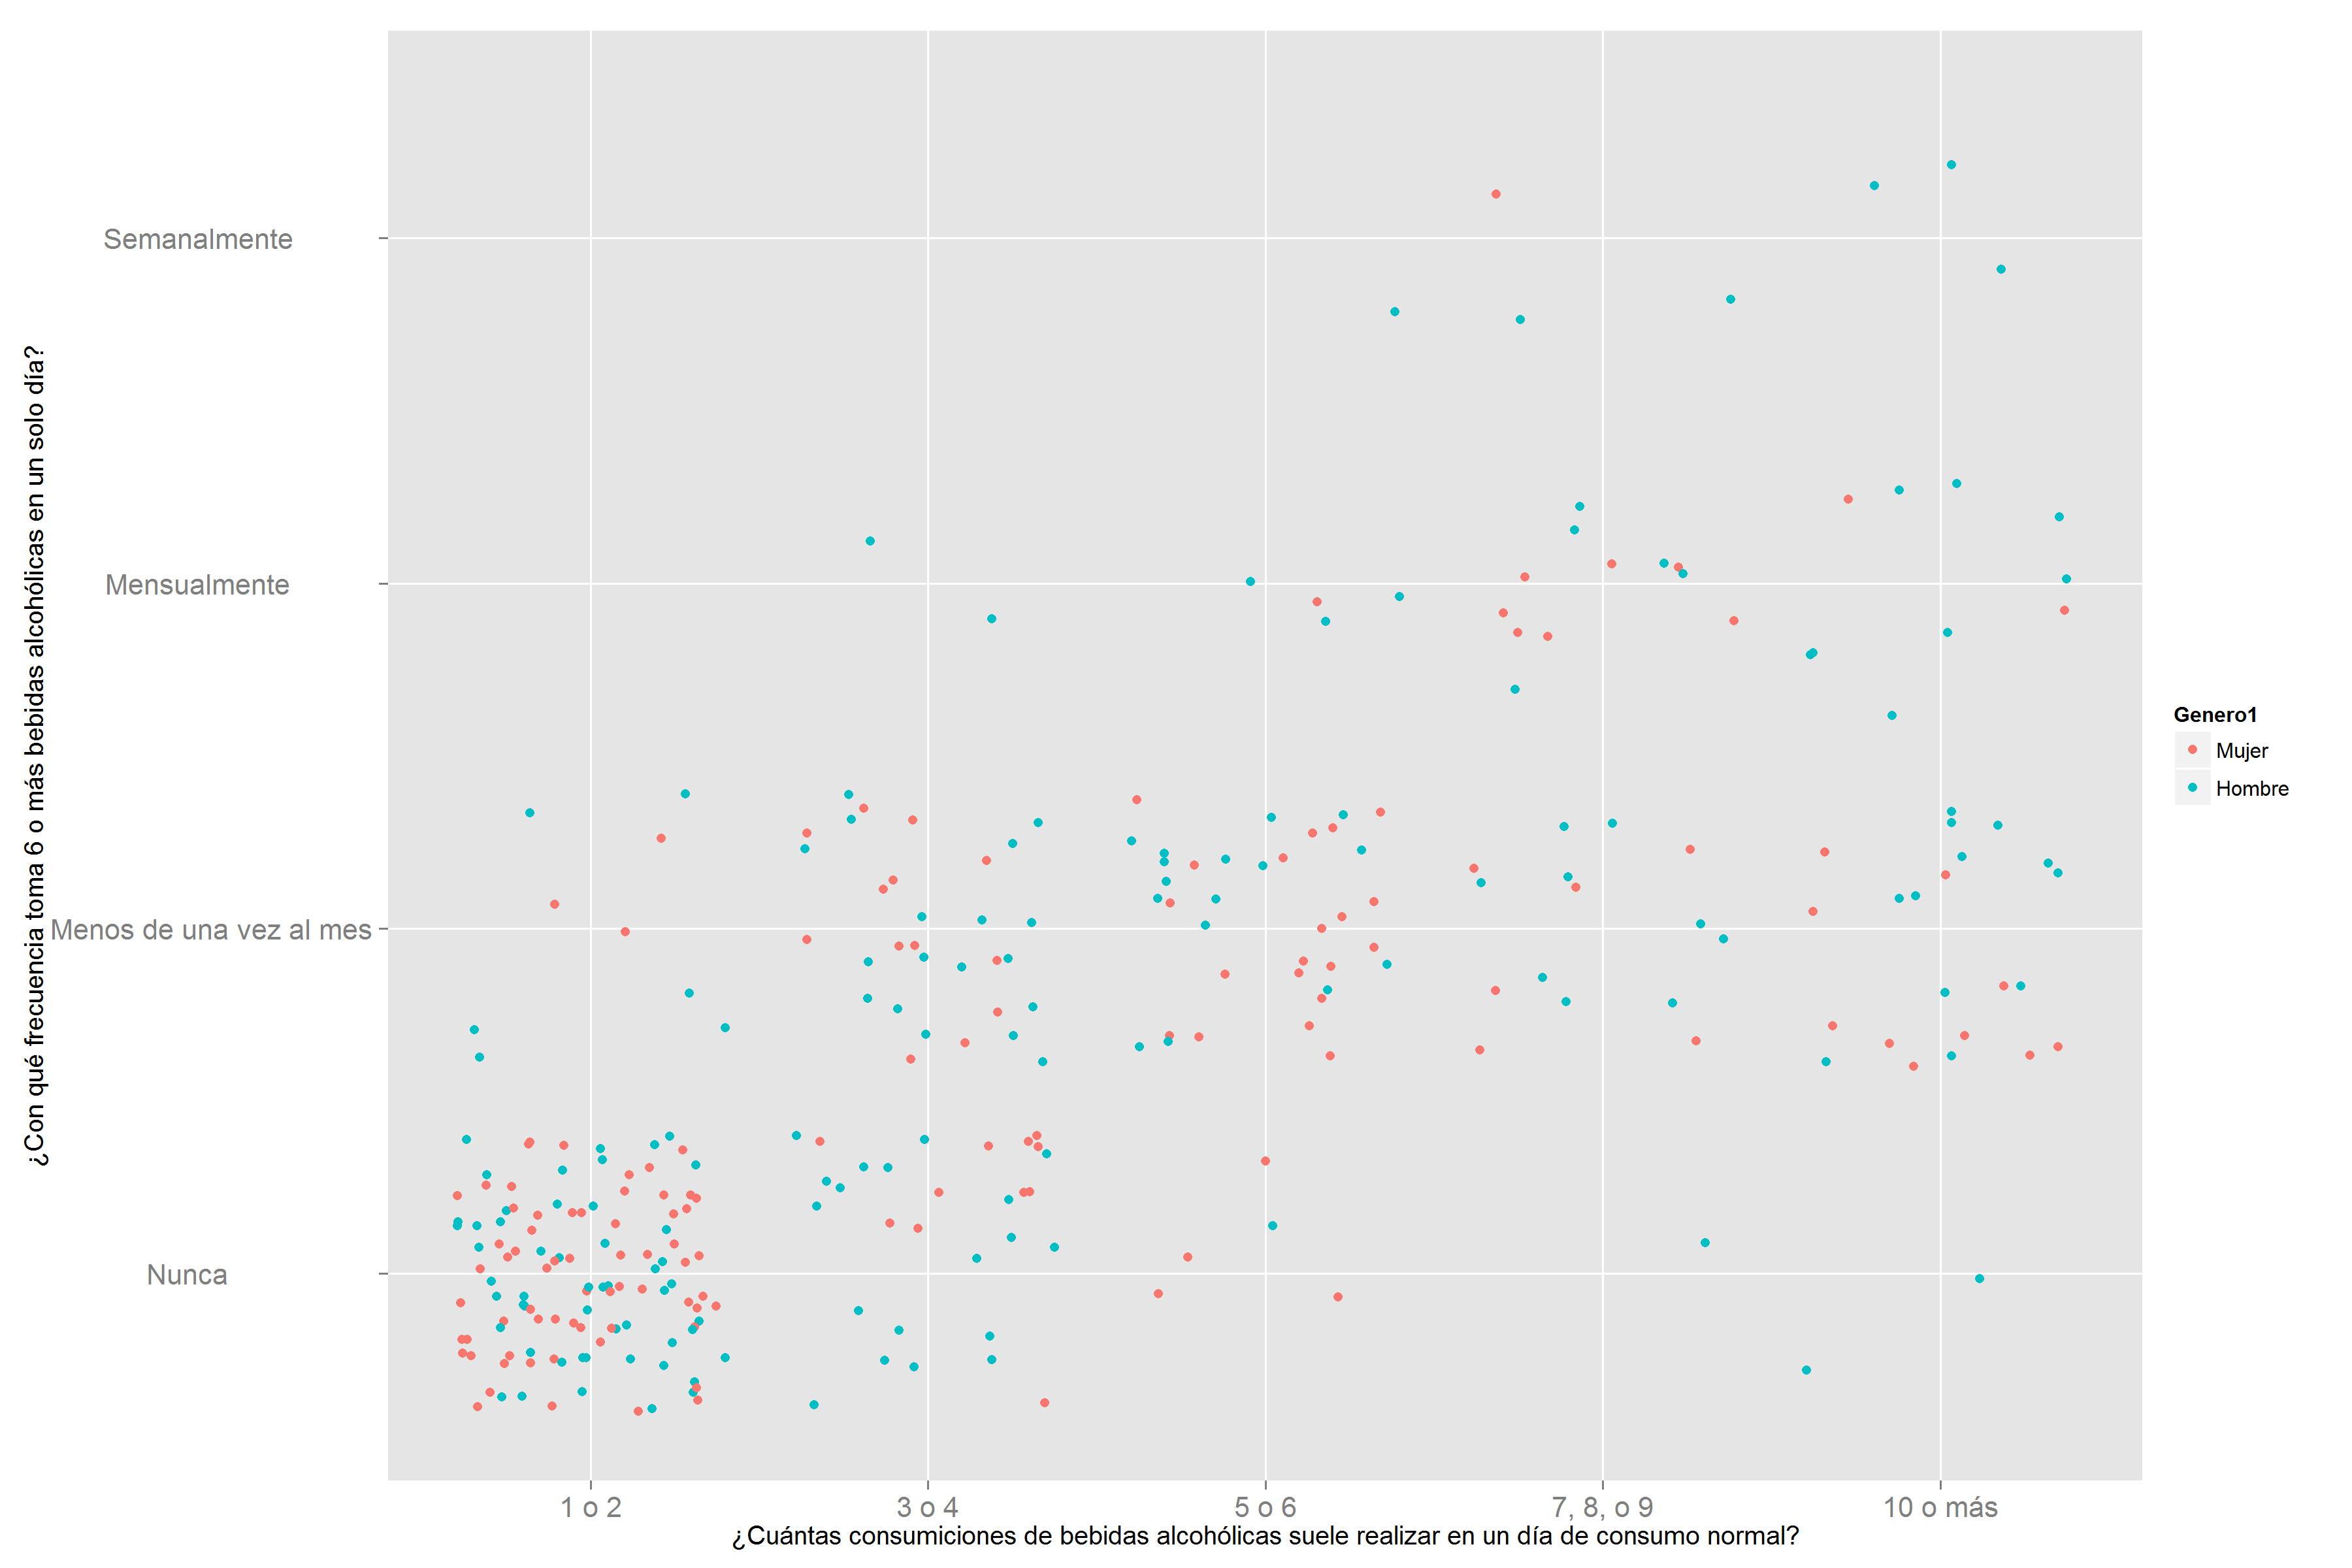 ¿Con qué frecuencia toma 6 o más bebidas alcohólicas en un solo día?
Semanalmente
Mensualmente
Menos de una vez al mes
Nunca
1 o 2
3 o 4
5 o 6
7, 8, o 9
10 o más
¿Cuántas consumiciones de bebidas alcohólicas suele realizar en un día de consumo normal?
Genero1
Mujer
Hombre